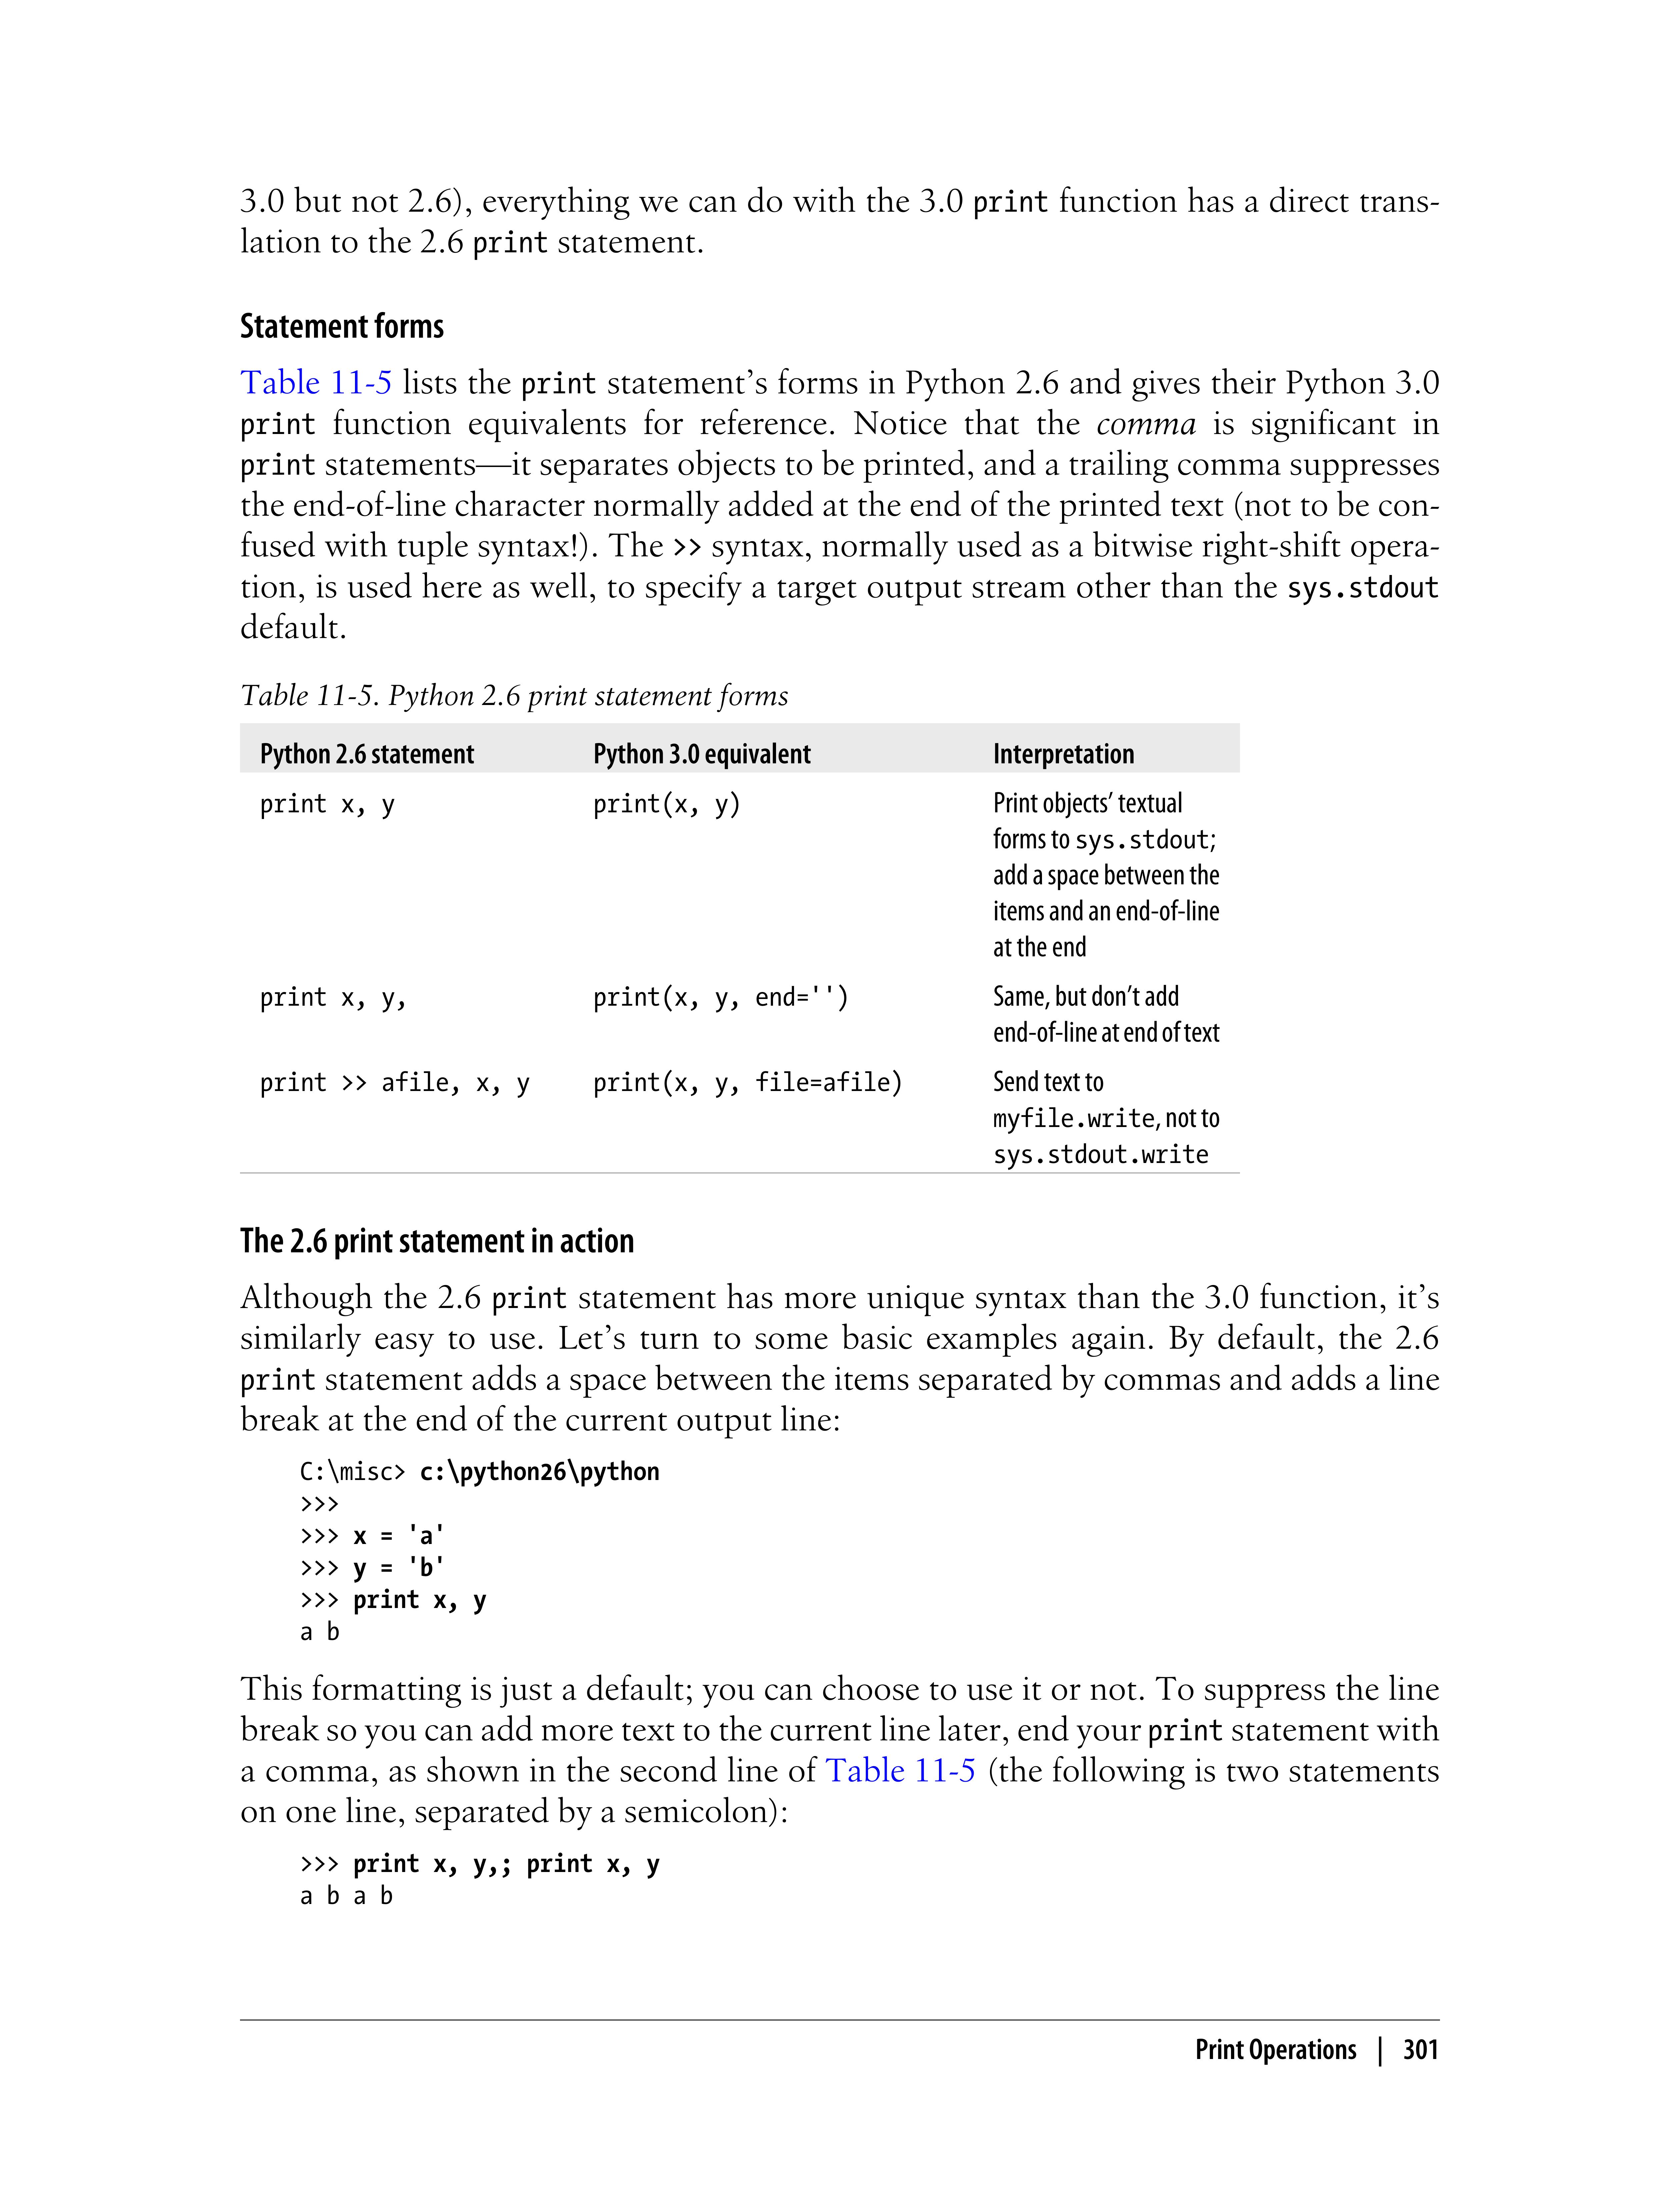 3.0 but not 2.6), everything we can do with the 3.0 print function has a direct trans-
lation to the 2.6 print statement.
Statement forms
Table 11-5 lists the print statement’s forms in Python 2.6 and gives their Python 3.0
print function equivalents for reference. Notice that the comma is significant in
print statements—it separates objects to be printed, and a trailing comma suppresses
the end-of-line character normally added at the end of the printed text (not to be con-
fused with tuple syntax!). The >> syntax, normally used as a bitwise right-shift opera-
tion, is used here as well, to specify a target output stream other than the sys.stdout
default.
Table 11-5. Python 2.6 print statement forms
Python 2.6 statement Python 3.0 equivalent Interpretation
print x, y print(x, y) Print objects’ textual
forms to sys.stdout;
add a space between the
items and an end-of-line
at the end
print x, y, print(x, y, end='') Same, but don’t add
end-of-line at end of text
print >> afile, x, y print(x, y, file=afile) Send text to
myfile.write, not to
sys.stdout.write
The 2.6 print statement in action
Although the 2.6 print statement has more unique syntax than the 3.0 function, it’s
similarly easy to use. Let’s turn to some basic examples again. By default, the 2.6
print statement adds a space between the items separated by commas and adds a line
break at the end of the current output line:
C:\misc> c:\python26\python
>>>
>>> x = 'a'
>>> y = 'b'
>>> print x, y
a b
This formatting is just a default; you can choose to use it or not. To suppress the line
break so you can add more text to the current line later, end your print statement with
a comma, as shown in the second line of Table 11-5 (the following is two statements
on one line, separated by a semicolon):
>>> print x, y,; print x, y
a b a b
Print Operations | 301